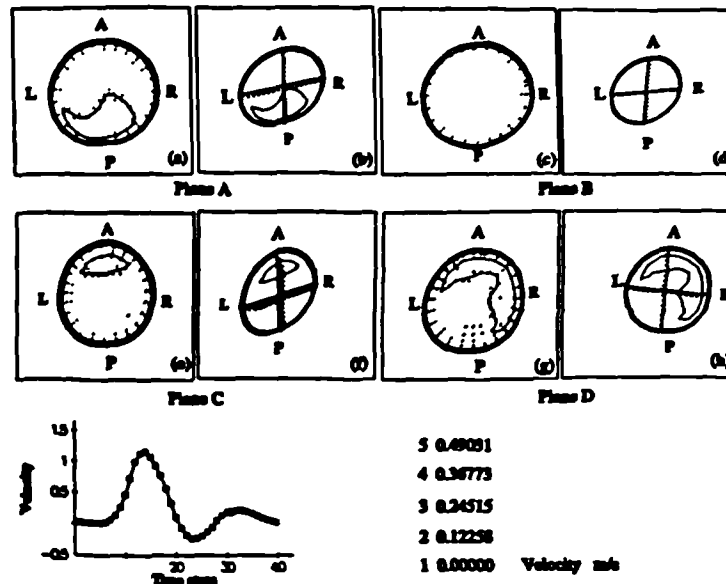 A A A A
L R L R L R L
P P P P
(a) (b) (c) (d
Plane A Plane B
A A A A
L R L R L R L R
P P P P
(e) (f) (g) (h)
Plane C Plane D
1.5
1
0.5
-0.5
Velocity
20 30 40
Time steps
5 0.49031
4 0.36773
3 0.24515
2 0.12258
1 0.00000 Velocity m/s